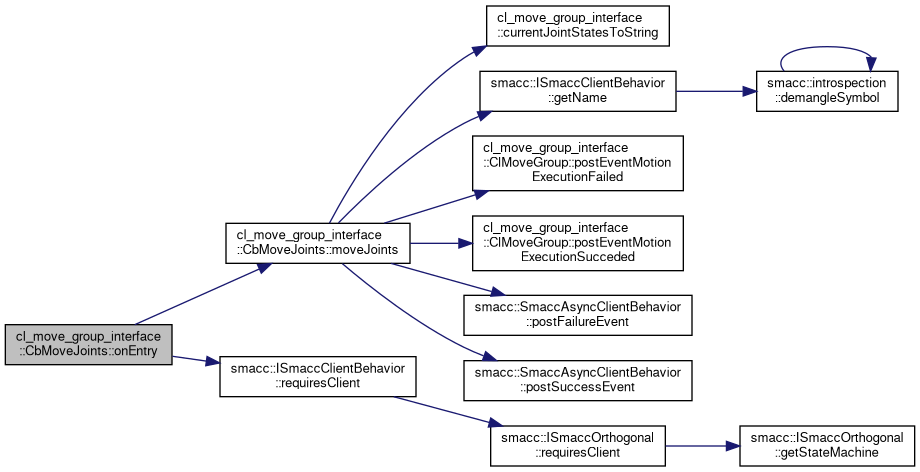 cl_move_group_interface
::currentJointStatesToString
smacc::ISmaccClientBehavior
::getName
smacc::introspection
::demangleSymbol
cl_move_group_interface
::ClMoveGroup::postEventMotion
ExecutionFailed
cl_move_group_interface
::CbMoveJoints::moveJoints
cl_move_group_interface
::ClMoveGroup::postEventMotion
ExecutionSucceded
smacc::SmaccAsyncClientBehavior
::postFailureEvent
cl_move_group_interface
::CbMoveJoints::onEntry
smacc::ISmaccClientBehavior
::requiresClient
smacc::SmaccAsyncClientBehavior
::postSuccessEvent
smacc::ISmaccOrthogonal
::requiresClient
smacc::ISmaccOrthogonal
::getStateMachine